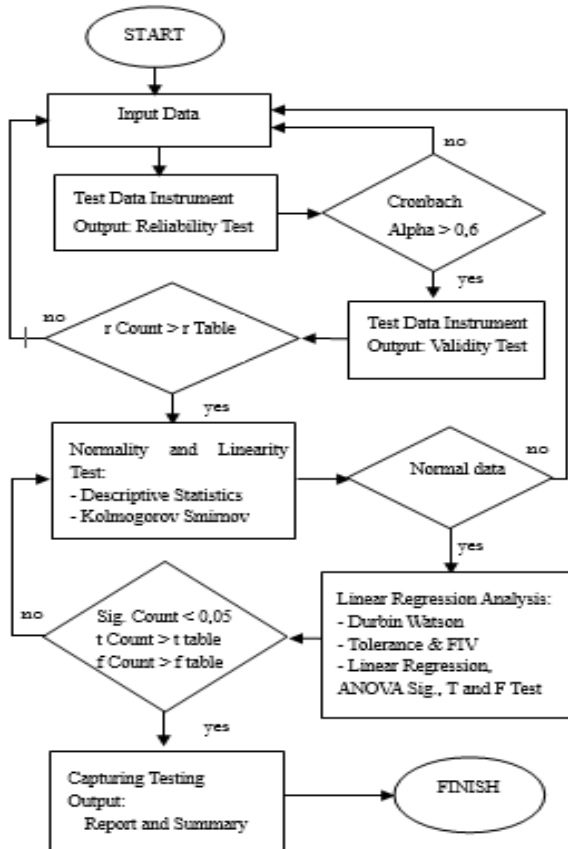 START
Input Data
no
Test Data Instrument
Output: Reliability Test
Cronbach
Alpha > 0,6
yes
no
r Count > r Table
Test Data Instrument
Output: Validity Test
yes
Normality and Linearity
Test:
- Descriptive Statistics
- Kolmogorov Smirnov
Normal data
no
yes
no
Sig. Count < 0,05
t Count > t table
f Count > f table
Linear Regression Analysis:
- Durbin Watson
- Tolerance & FIV
- Linear Regression,
ANOVA Sig., T and F Test
yes
Capturing Testing
Output:
Report and Summary
FINISH